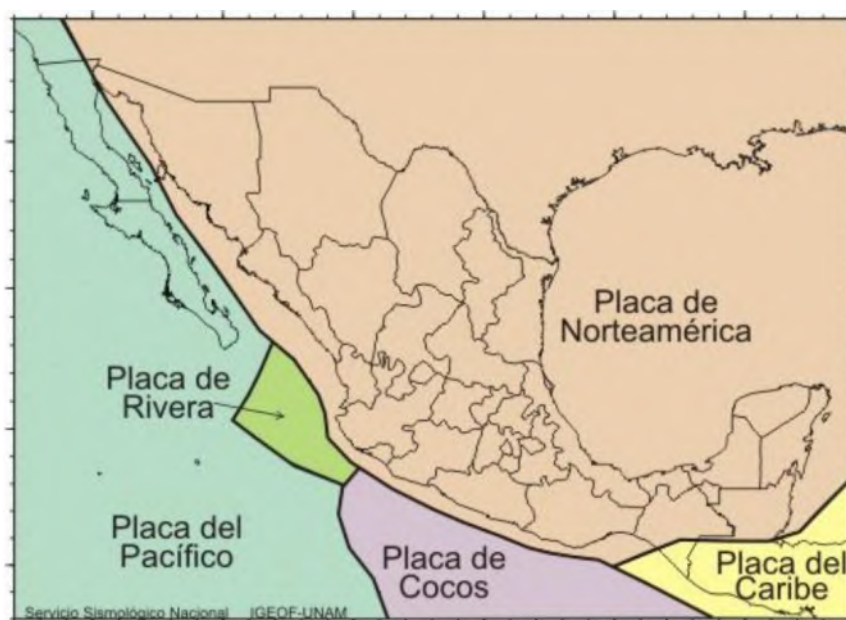 Placa de
Norteamérica
Placa de
Rivera
Placa del
Pacífico
Placa de
Cocos
Placa del
Caribe
Servicio Sismológico Nacional IGEOF-UNAM